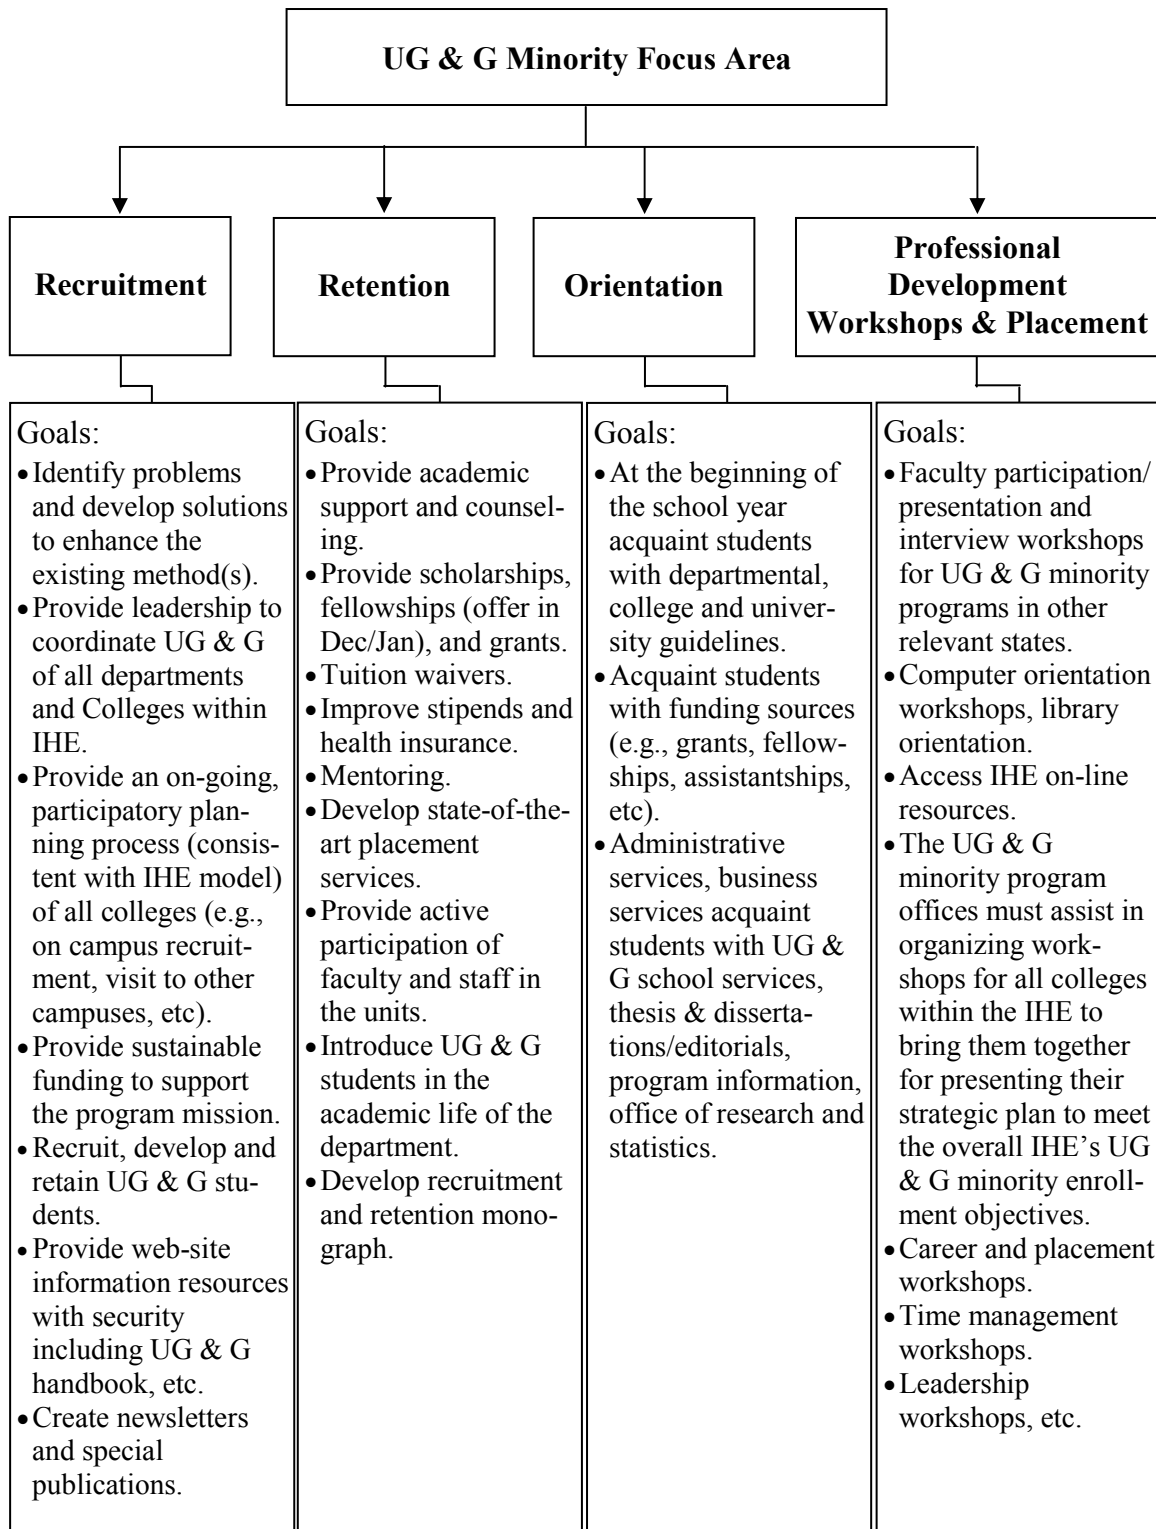 UG & G Minority Focus Area
Recruitment
Retention
Orientation
Professional
Development
Workshops & Placement
Goals:
•Identify problems
and develop solutions
to enhance the
existing method(s).
•Provide leadership to
coordinate UG & G
of all departments
and Colleges within
IHE.
•Provide an on-going,
participatory plan-
ning process (consis-
tent with IHE model)
of all colleges (e.g.,
on campus recruit-
ment, visit to other
campuses, etc).
•Provide sustainable
funding to support
the program mission.
•Recruit, develop and
retain UG & G stu-
dents.
•Provide web-site
information resources
with security
including UG & G
handbook, etc.
•Create newsletters
and special
publications.
Goals:
•Provide academic
support and counsel-
ing.
•Provide scholarships,
fellowships (offer in
Dec/Jan), and grants.
•Tuition waivers.
•Improve stipends and
health insurance.
•Mentoring.
•Develop state-of-the-
art placement
services.
•Provide active
participation of
faculty and staff in
the units.
•Introduce UG & G
students in the
academic life of the
department.
•Develop recruitment
and retention mono-
graph.
Goals:
•At the beginning of
the school year
acquaint students
with departmental,
college and univer-
sity guidelines.
•Acquaint students
with funding sources
(e.g., grants, fellow-
ships, assistantships,
etc).
•Administrative
services, business
services acquaint
students with UG &
G school services,
thesis & disserta-
tions/editorials,
program information,
office of research and
statistics.
Goals:
•Faculty participation/
presentation and
interview workshops
for UG & G minority
programs in other
relevant states.
•Computer orientation
workshops, library
orientation.
•Access IHE on-line
resources.
•The UG & G
minority program
offices must assist in
organizing work-
shops for all colleges
within the IHE to
bring them together
for presenting their
strategic plan to meet
the overall IHE’s UG
& G minority enroll-
ment objectives.
•Career and placement
workshops.
•Time management
workshops.
•Leadership
workshops, etc.